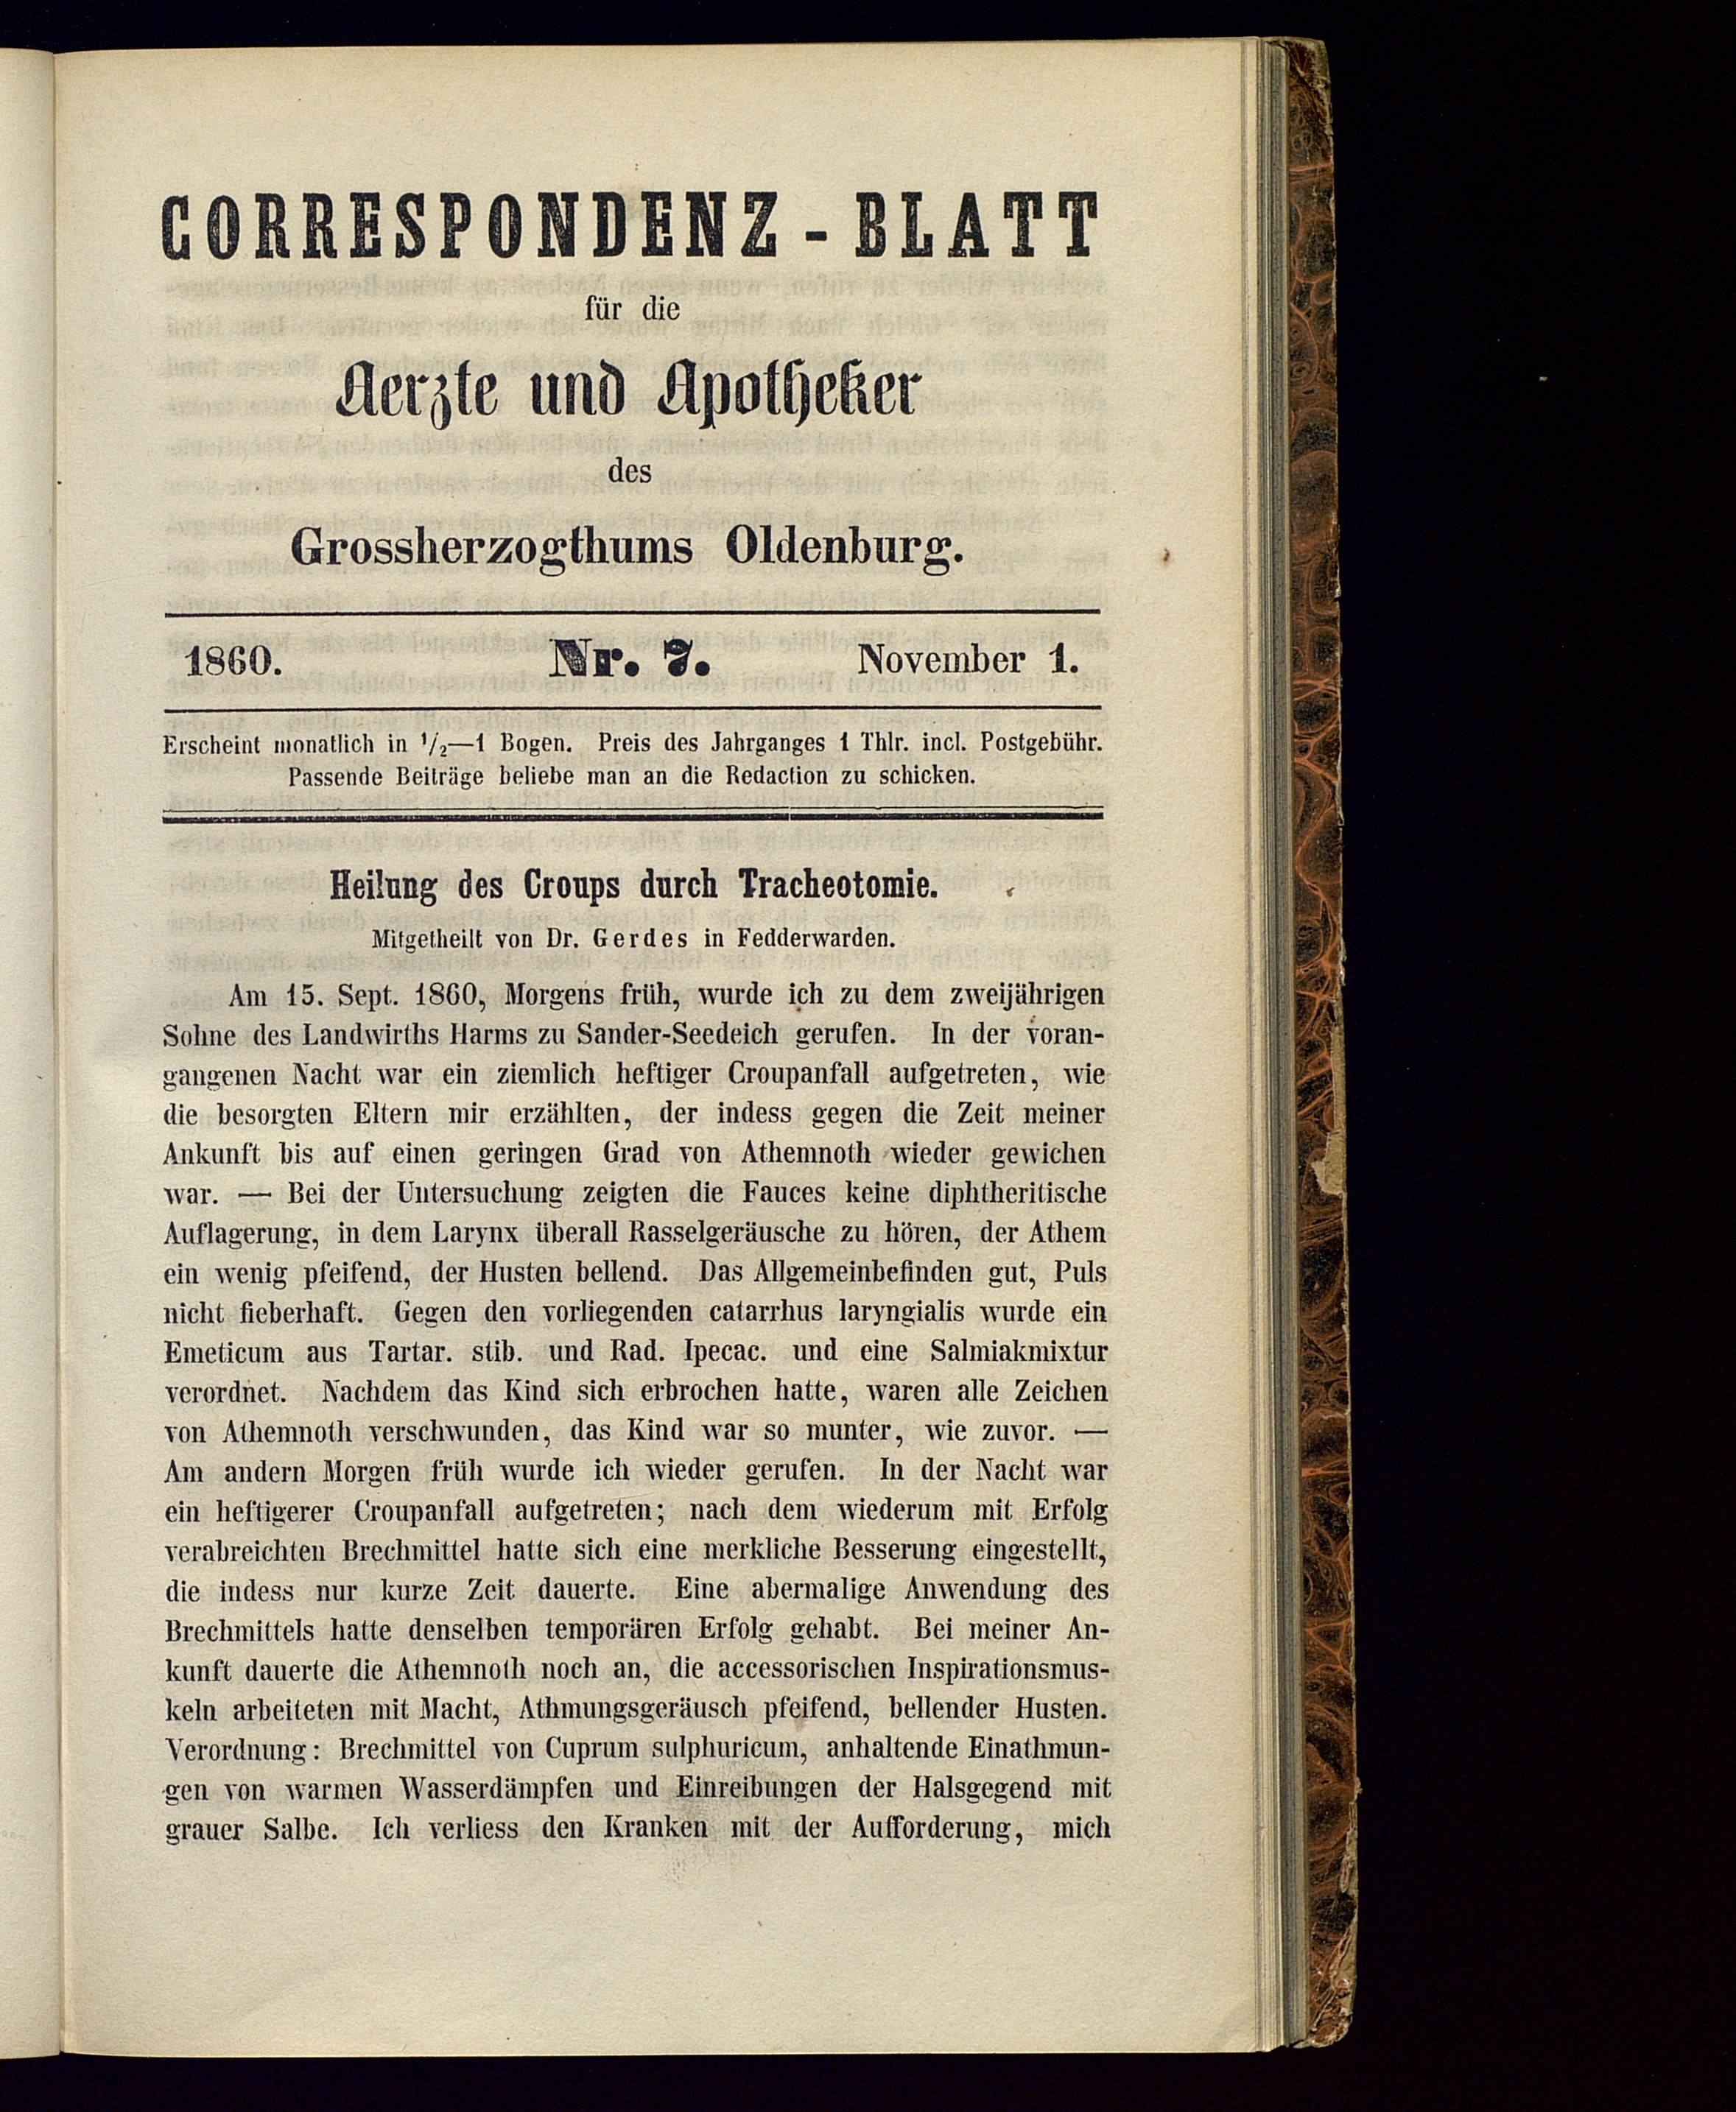 CORRESPONDENZ-BLATT
für die
Aerzte und Apotheker
des
Grossherzogthums Oldenburg.
1860. Nr. 7. November 1.
Erscheint monatlich in ¹/₂—1 Bogen. Preis des Jahrganges 1 Thlr. incl. Postgebühr.
Passende Beiträge beliebe man an die Redaction zu schicken.
Heilung des Croups durch Tracheotomie.
Mitgetheilt von Dr. Gerdes in Fedderwarden.
Am 15. Sept. 1860, Morgens früh, wurde ich zu dem zweijährigen
Sohne des Landwirths Harms zu Sander-Seedeich gerufen. In der voran-
gangenen Nacht war ein ziemlich heftiger Croupanfall aufgetreten, wie
die besorgten Eltern mir erzählten, der indess gegen die Zeit meiner
Ankunft bis auf einen geringen Grad von Athemnoth wieder gewichen
war. — Bei der Untersuchung zeigten die Fauces keine diphtheritische
Auflagerung, in dem Larynx überall Rasselgeräusche zu hören, der Athem
ein wenig pfeifend, der Husten bellend. Das Allgemeinbefinden gut, Puls
nicht fieberhaft. Gegen den vorliegenden catarrhus laryngialis wurde ein
Emeticum aus Tartar. stib. und Rad. Ipecac. und eine Salmiakmixtur
verordnet. Nachdem das Kind sich erbrochen hatte, waren alle Zeichen
von Athemnoth verschwunden, das Kind war so munter, wie zuvor. —
Am andern Morgen früh wurde ich wieder gerufen. In der Nacht war
ein heftigerer Croupanfall aufgetreten; nach dem wiederum mit Erfolg
verabreichten Brechmittel hatte sich eine merkliche Besserung eingestellt,
die indess nur kurze Zeit dauerte. Eine abermalige Anwendung des
Brechmittels hatte denselben temporären Erfolg gehabt. Bei meiner An-
kunft dauerte die Athemnoth noch an, die accessorischen Inspirationsmus-
keln arbeiteten mit Macht, Athmungsgeräusch pfeifend, bellender Husten.
Verordnung: Brechmittel von Cuprum sulphuricum, anhaltende Einathmun-
gen von warmen Wasserdämpfen und Einreibungen der Halsgegend mit
grauer Salbe. Ich verliess den Kranken mit der Aufforderung, mich